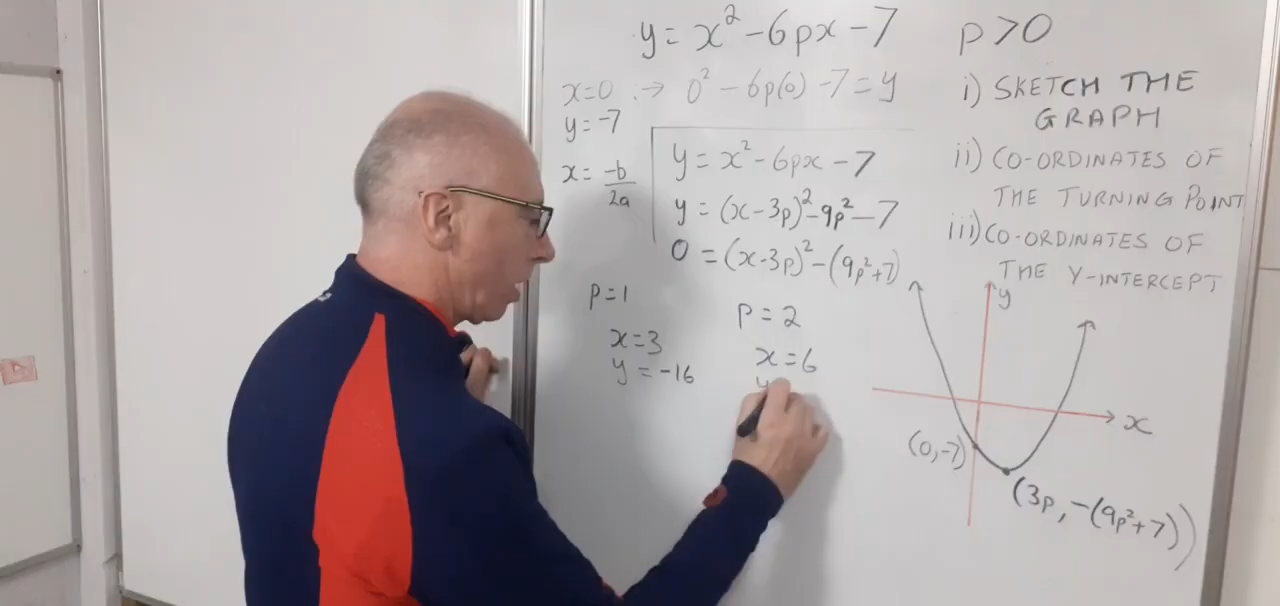 y = x² - 6px - 7
x=0 :→ 0² - 6p(0) - 7 = y
y = -7
x = -b/2a
y = x² - 6px - 7
y = (x - 3p)² - 9p² - 7
0 = (x - 3p)² - (9p² + 7)
p = 1
x = 3
y = -16
p = 2
x = 6
y
p > 0
i) SKETCH THE
GRAPH
ii) CO-ORDINATES OF
THE TURNING POINT
iii) CO-ORDINATES OF
THE Y-INTERCEPT
y
x
(0, -7)
(3p, -(9p² + 7))